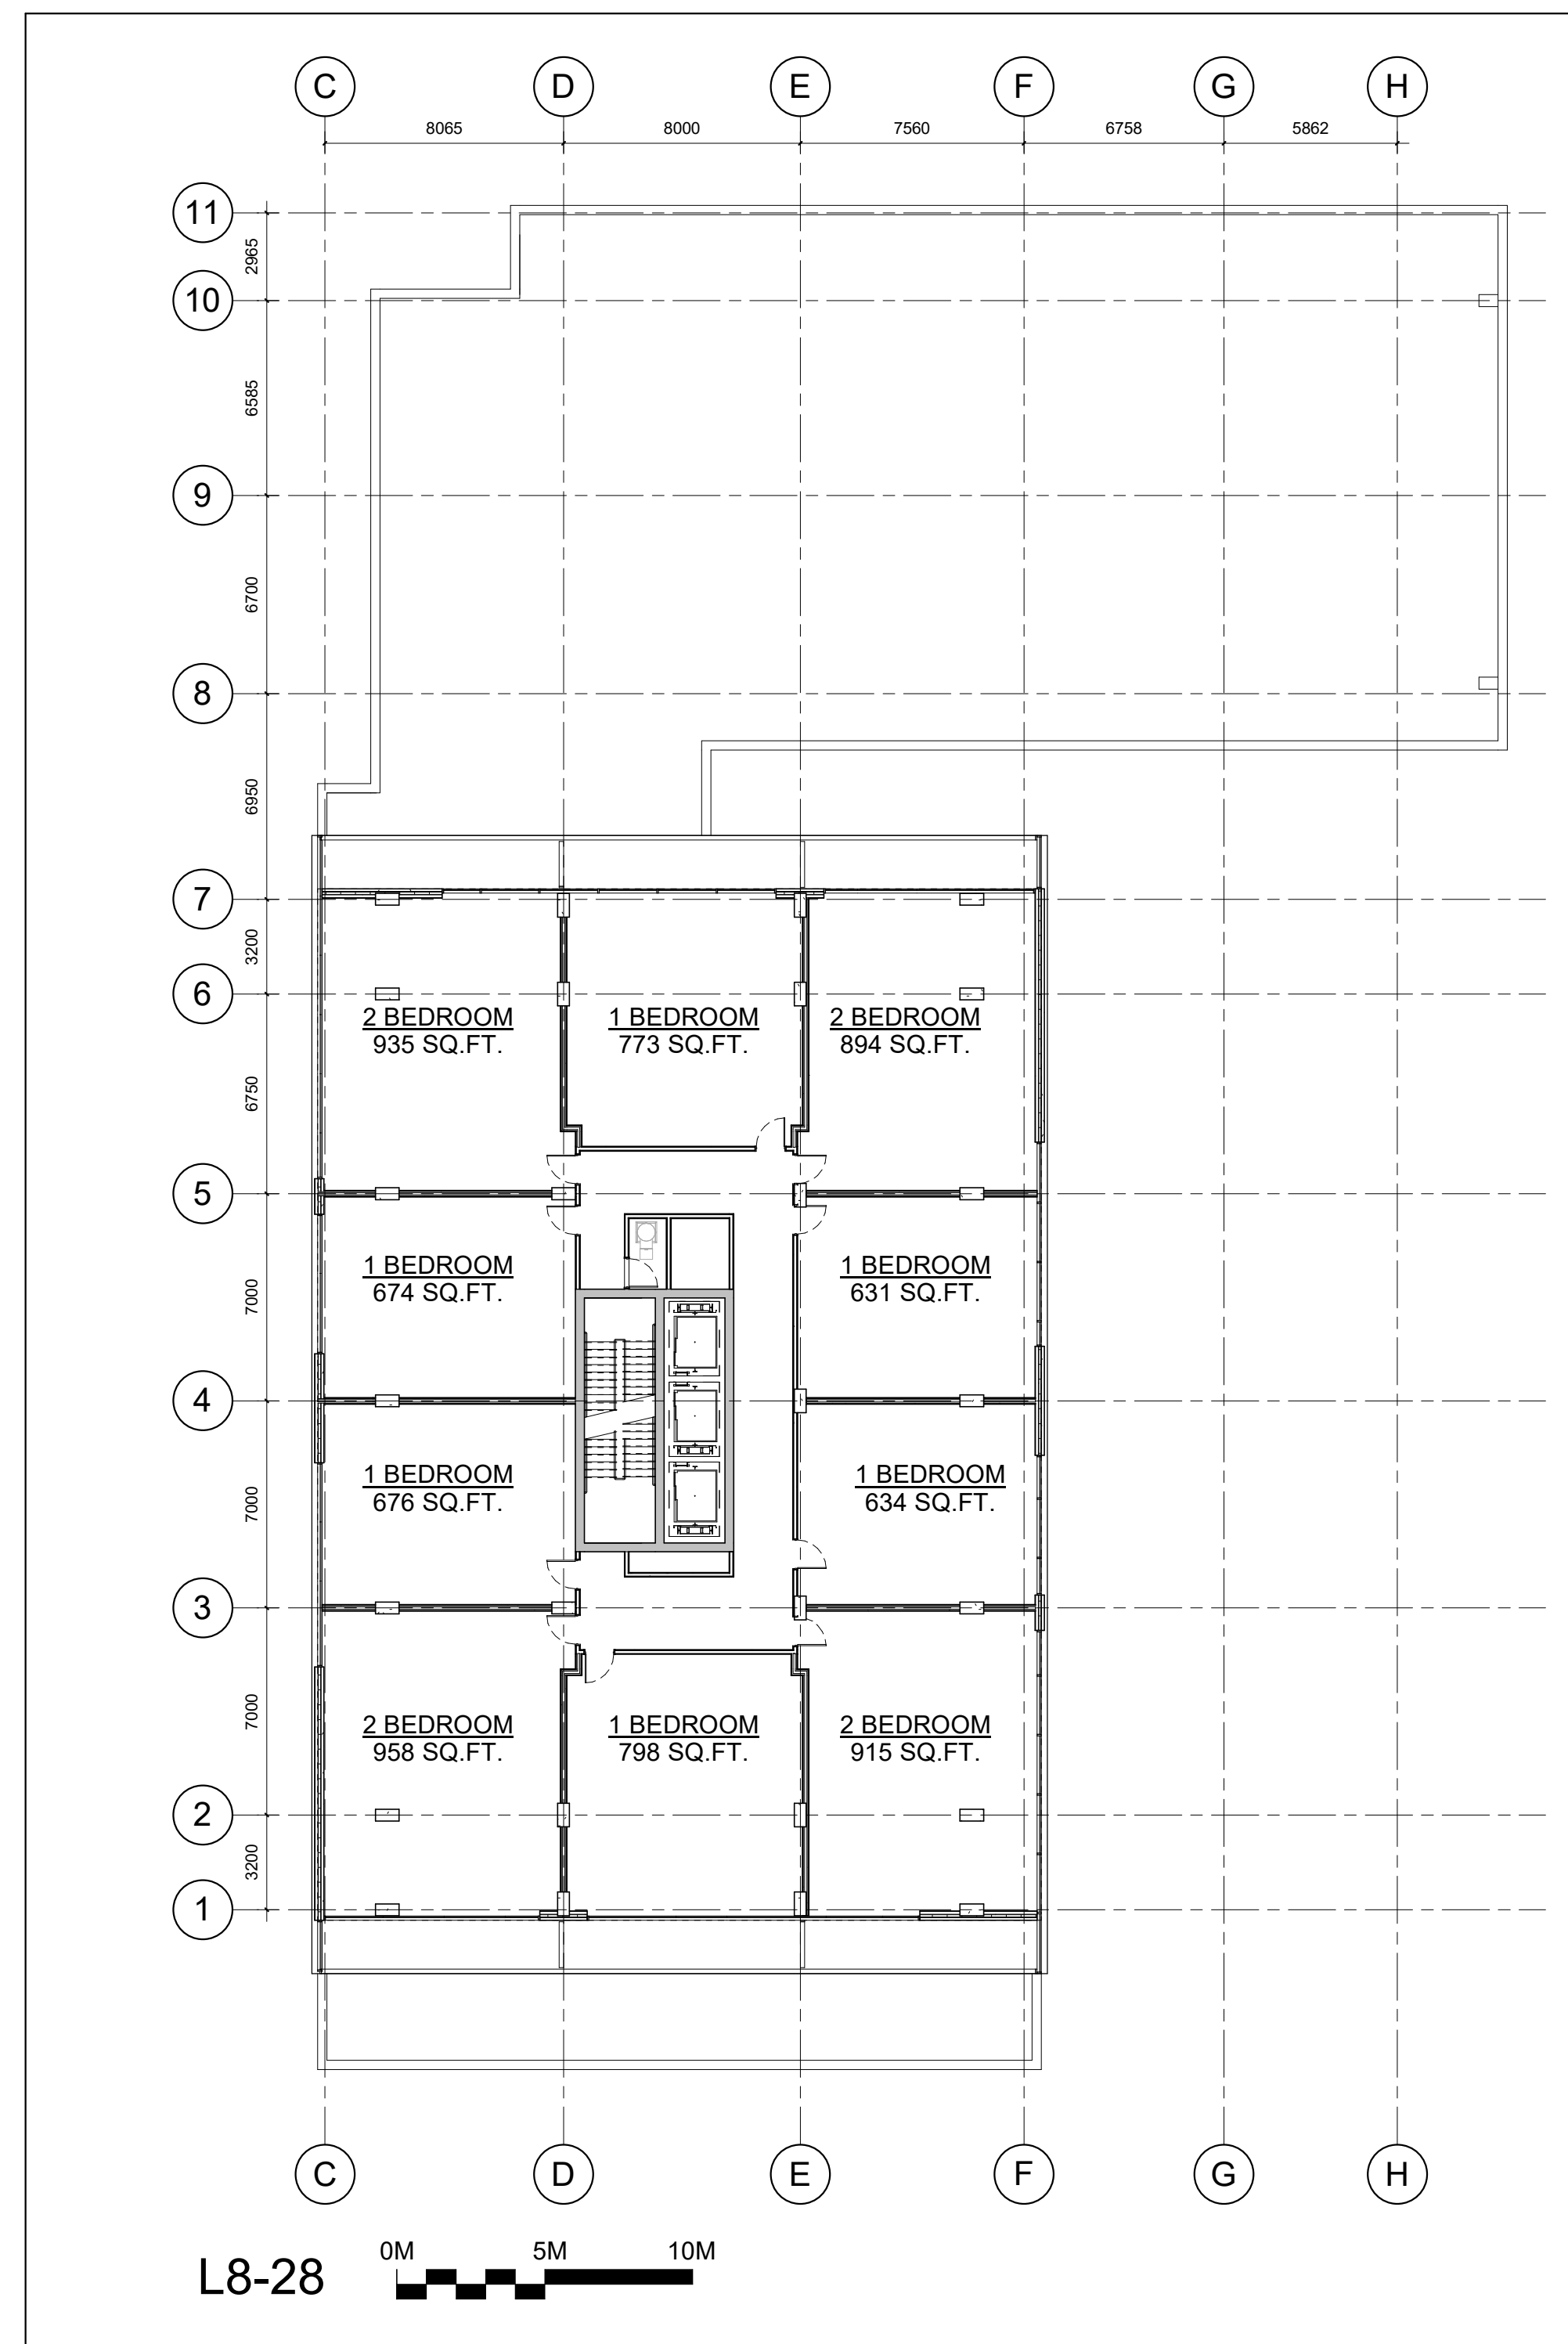 C D E F G H
8065 8000 7560 6758 5862
11
2965
10
6585
9
6700
8
6950
7
3200
6
2 BEDROOM 1 BEDROOM 2 BEDROOM
935 SQ.FT. 773 SQ.FT. 894 SQ.FT.
6750
5
1 BEDROOM 1 BEDROOM
674 SQ.FT. 631 SQ.FT.
7000
4
1 BEDROOM 1 BEDROOM
676 SQ.FT. 634 SQ.FT.
7000
3
7000
2 BEDROOM 1 BEDROOM 2 BEDROOM
958 SQ.FT. 798 SQ.FT. 915 SQ.FT.
2
3200
1
C D E F G H
0M 5M 10M
L8-28